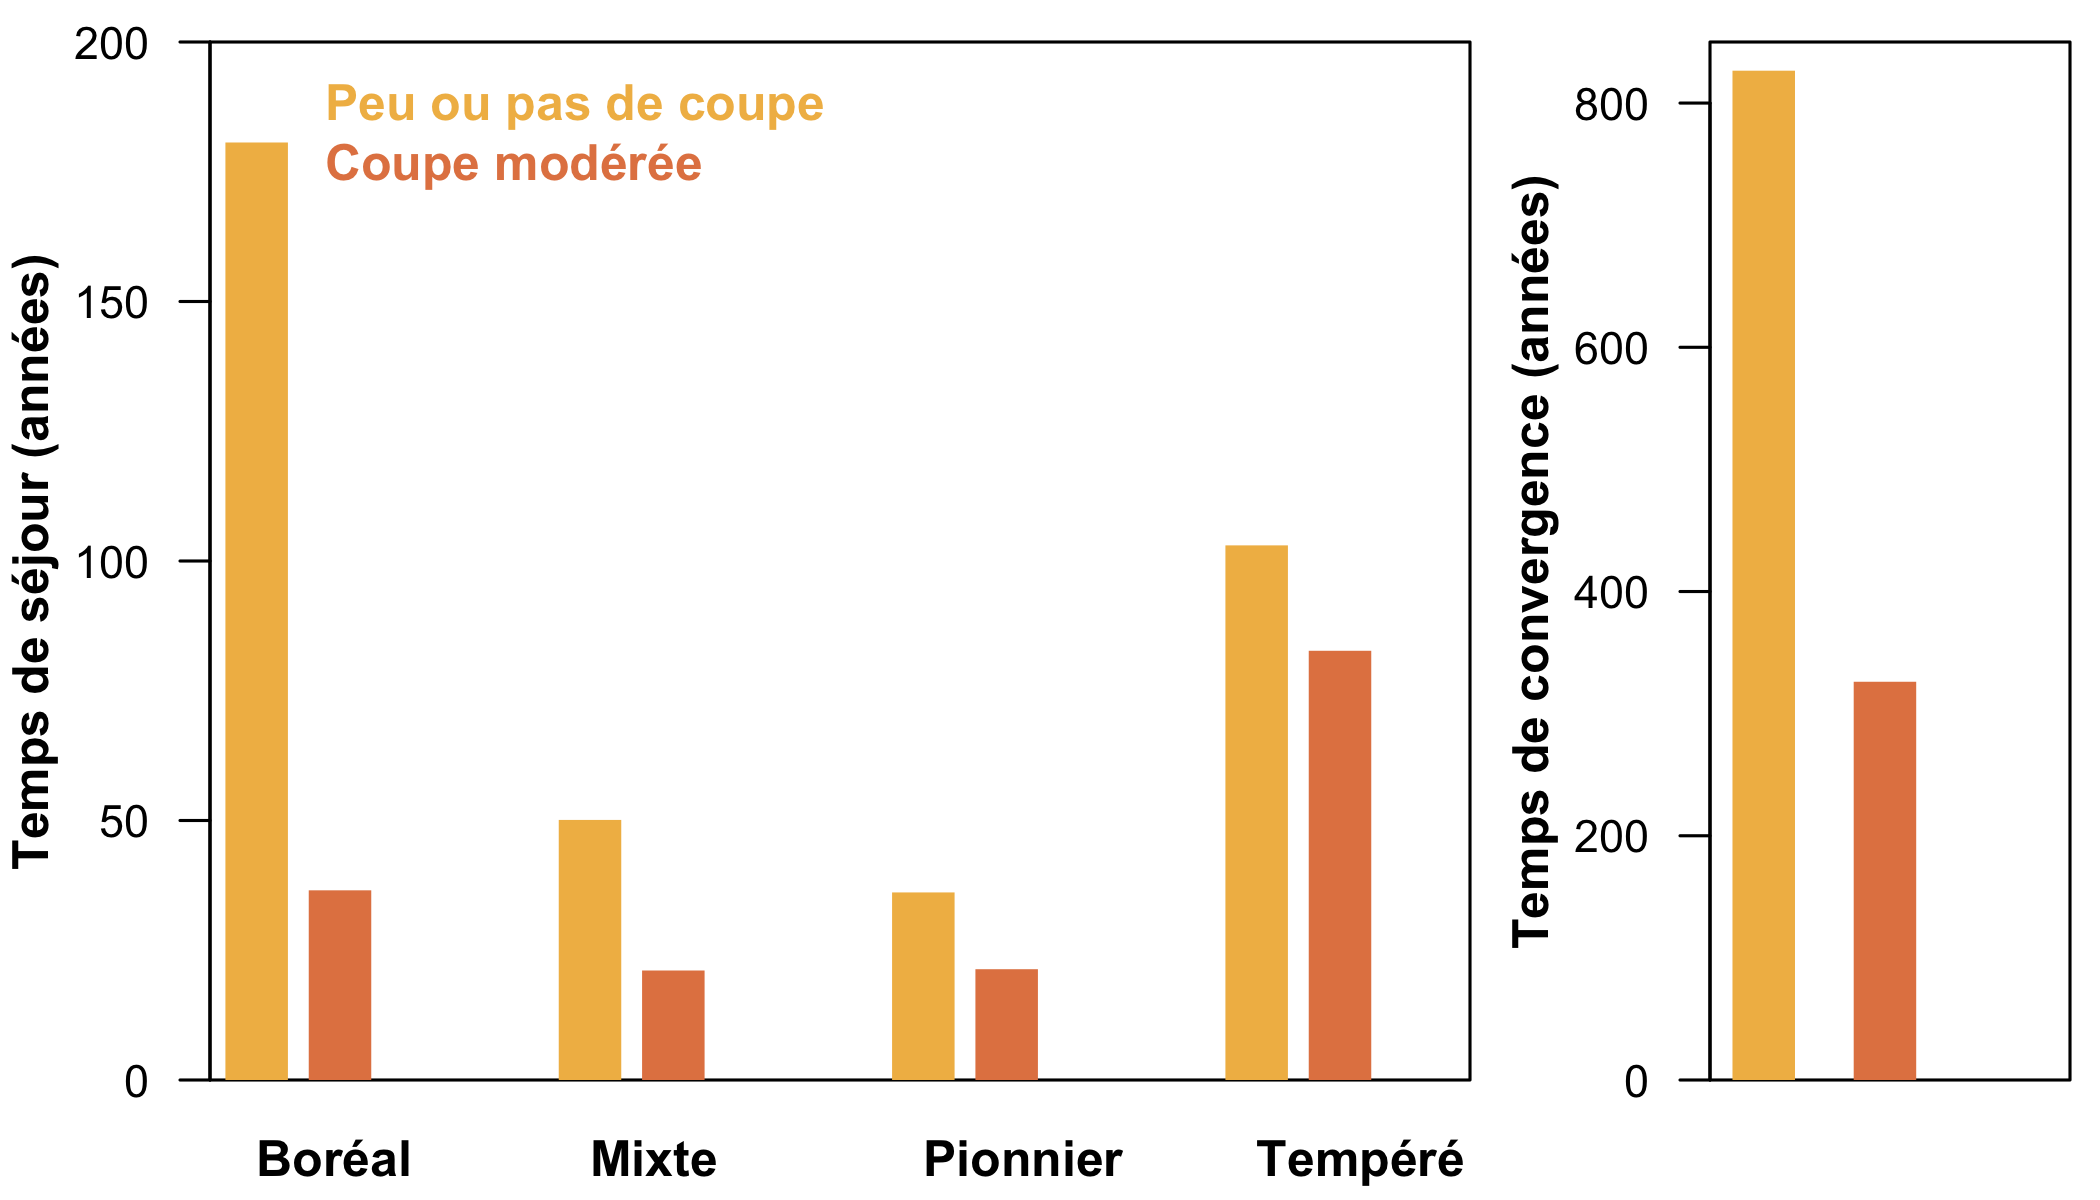 Temps de séjour (années)
200
150
100
50
0
Peu ou pas de coupe
Coupe modérée
Boréal
Mixte
Pionnier
Tempéré
Temps de convergence (années)
800
600
400
200
0